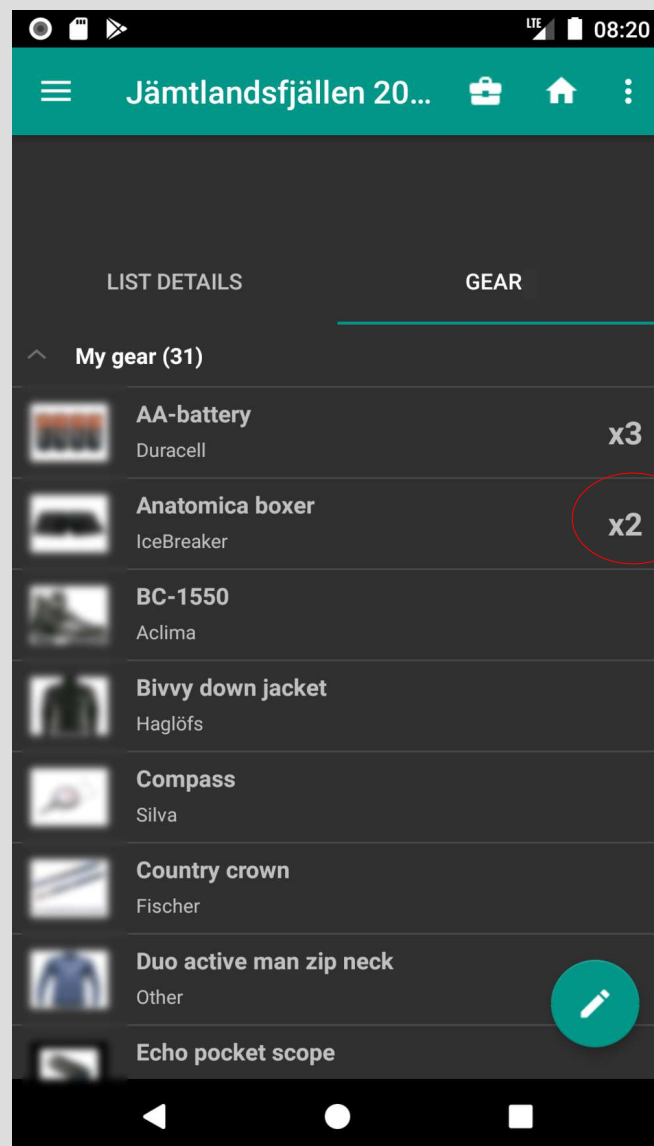 LTE 08:20
Jämtlandsfjällen 20...
LIST DETAILS GEAR
My gear (31)
AA-battery
Duracell
x3
Anatomica boxer
IceBreaker
x2
BC-1550
Aclima
Bivvy down jacket
Haglöfs
Compass
Silva
Country crown
Fischer
Duo active man zip neck
Other
Echo pocket scope